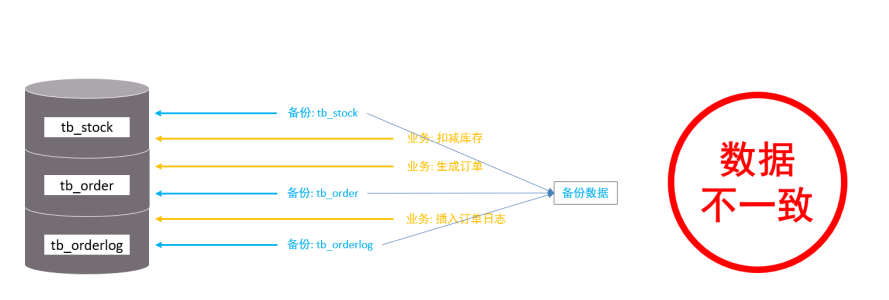 备份: tb_stock
tb_stock
业务: 扣减库存
业务: 生成订单
tb_order
备份: tb_order
备份数据
业务: 插入订单日志
tb_orderlog
备份: tb_orderlog
数据
不一致